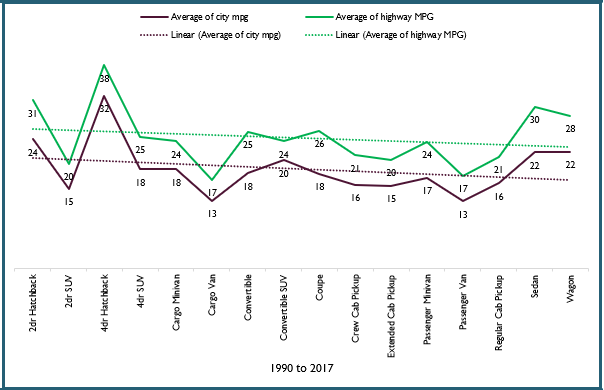 Average of city mpg
Average of highway MPG
Linear (Average of city mpg)
Linear (Average of highway MPG)
31
20
38
25
24
17
25
24
26
21
20
24
17
21
30
28
24
15
32
18
18
13
18
20
18
16
15
17
13
16
22
22
2dr Hatchback
2dr SUV
4dr Hatchback
4dr SUV
Cargo Minivan
Cargo Van
Convertible
Convertible SUV
Coupe
Crew Cab Pickup
Extended Cab Pickup
Passenger Minivan
Passenger Van
Regular Cab Pickup
Sedan
Wagon
1990 to 2017